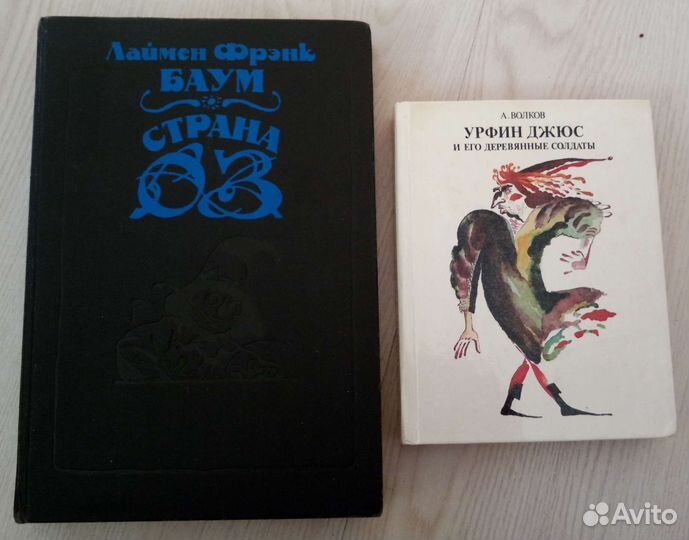 Лаймен Фрэнк
БАУМ
СТРАНА
ОЗ
А. ВОЛКОВ
УРФИН ДЖЮС
И ЕГО ДЕРЕВЯННЫЕ СОЛДАТЫ
Avito